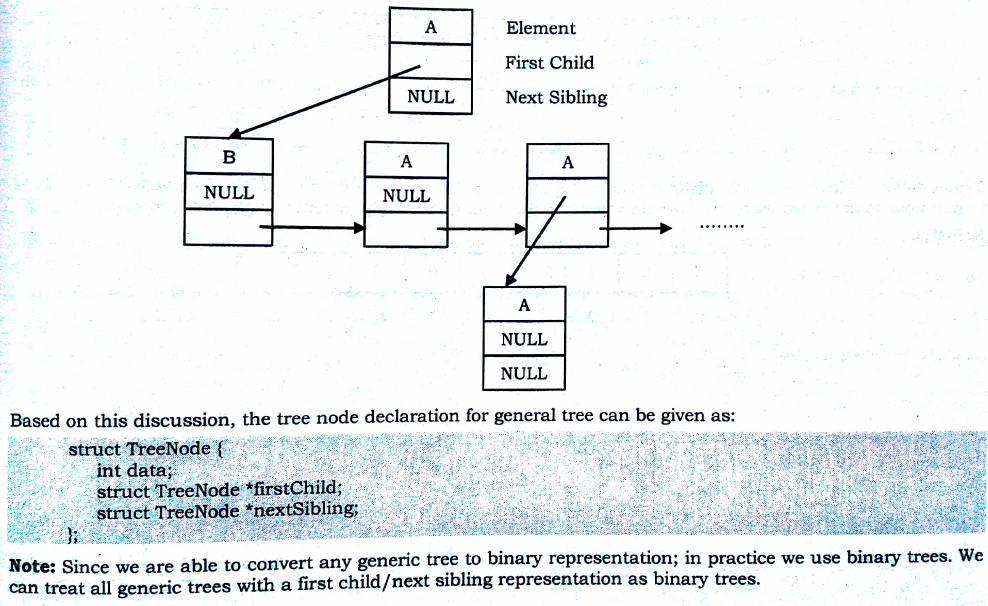 A Element
First Child
NULL Next Sibling
B A A
NULL NULL
........
A
NULL
NULL
Based on this discussion, the tree node declaration for general tree can be given as:
struct TreeNode {
int data;
struct TreeNode *firstChild;
struct TreeNode *nextSibling;
};
Note: Since we are able to convert any generic tree to binary representation; in practice we use binary trees. We
can treat all generic trees with a first child/next sibling representation as binary trees.